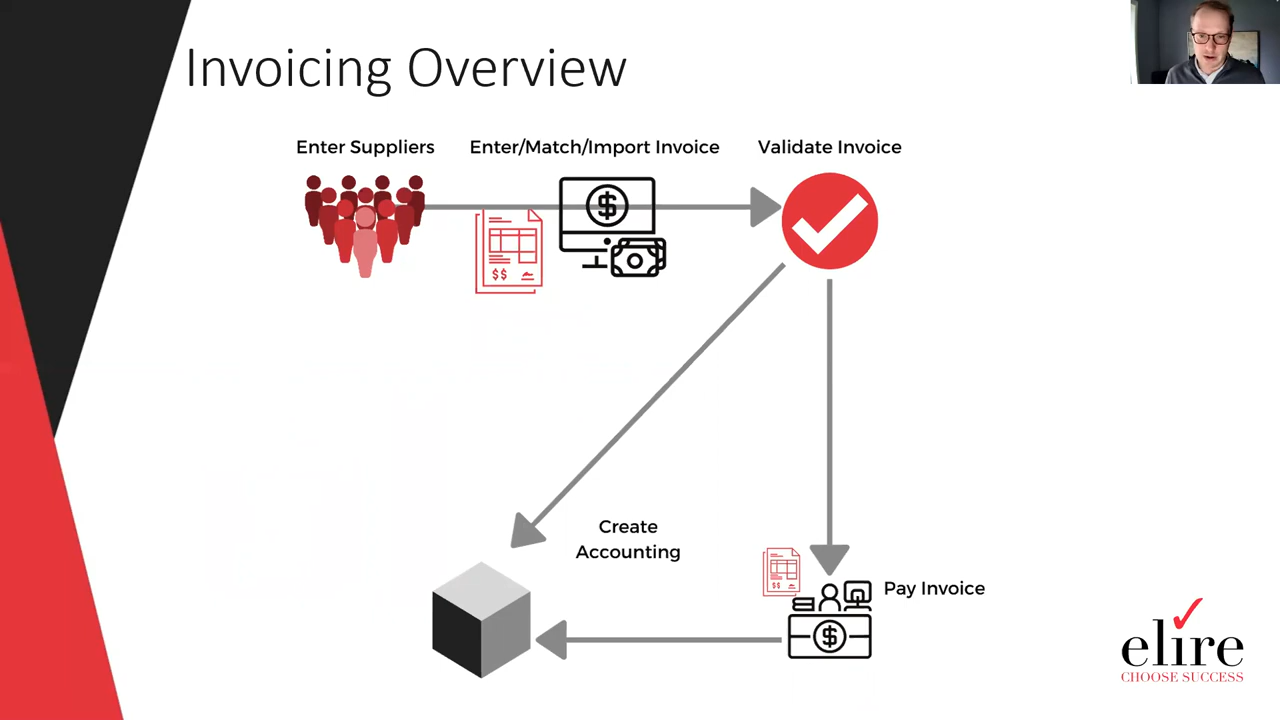 Invoicing Overview
Enter Suppliers
Enter/Match/Import Invoice
Validate Invoice
$
$$
Create
Accounting
$$
Pay Invoice
$
elire
CHOOSE SUCCESS